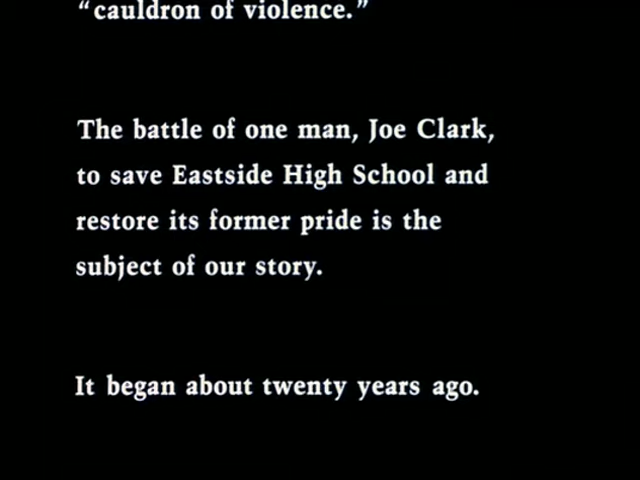 “cauldron of violence.”
The battle of one man, Joe Clark,
to save Eastside High School and
restore its former pride is the
subject of our story.
It began about twenty years ago.